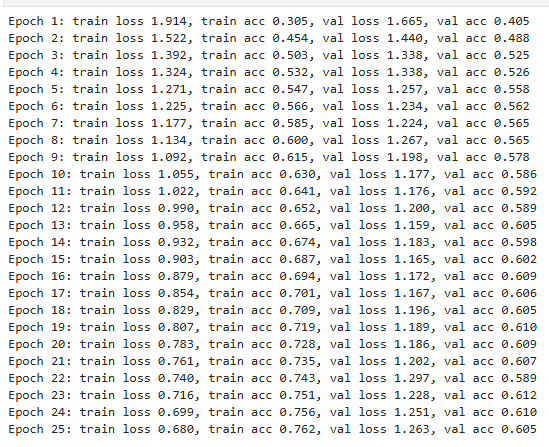 Epoch 1: train loss 1.914, train acc 0.305, val loss 1.665, val acc 0.405
Epoch 2: train loss 1.522, train acc 0.454, val loss 1.440, val acc 0.488
Epoch 3: train loss 1.392, train acc 0.503, val loss 1.338, val acc 0.525
Epoch 4: train loss 1.324, train acc 0.532, val loss 1.338, val acc 0.526
Epoch 5: train loss 1.271, train acc 0.547, val loss 1.257, val acc 0.558
Epoch 6: train loss 1.225, train acc 0.566, val loss 1.234, val acc 0.562
Epoch 7: train loss 1.177, train acc 0.585, val loss 1.224, val acc 0.565
Epoch 8: train loss 1.134, train acc 0.600, val loss 1.267, val acc 0.565
Epoch 9: train loss 1.092, train acc 0.615, val loss 1.198, val acc 0.578
Epoch 10: train loss 1.055, train acc 0.630, val loss 1.177, val acc 0.586
Epoch 11: train loss 1.022, train acc 0.641, val loss 1.176, val acc 0.592
Epoch 12: train loss 0.990, train acc 0.652, val loss 1.200, val acc 0.589
Epoch 13: train loss 0.958, train acc 0.665, val loss 1.159, val acc 0.605
Epoch 14: train loss 0.932, train acc 0.674, val loss 1.183, val acc 0.598
Epoch 15: train loss 0.903, train acc 0.687, val loss 1.165, val acc 0.602
Epoch 16: train loss 0.879, train acc 0.694, val loss 1.172, val acc 0.609
Epoch 17: train loss 0.854, train acc 0.701, val loss 1.167, val acc 0.606
Epoch 18: train loss 0.829, train acc 0.709, val loss 1.196, val acc 0.605
Epoch 19: train loss 0.807, train acc 0.719, val loss 1.189, val acc 0.610
Epoch 20: train loss 0.783, train acc 0.728, val loss 1.186, val acc 0.609
Epoch 21: train loss 0.761, train acc 0.735, val loss 1.202, val acc 0.607
Epoch 22: train loss 0.740, train acc 0.743, val loss 1.297, val acc 0.589
Epoch 23: train loss 0.716, train acc 0.751, val loss 1.228, val acc 0.612
Epoch 24: train loss 0.699, train acc 0.756, val loss 1.251, val acc 0.610
Epoch 25: train loss 0.680, train acc 0.762, val loss 1.263, val acc 0.605